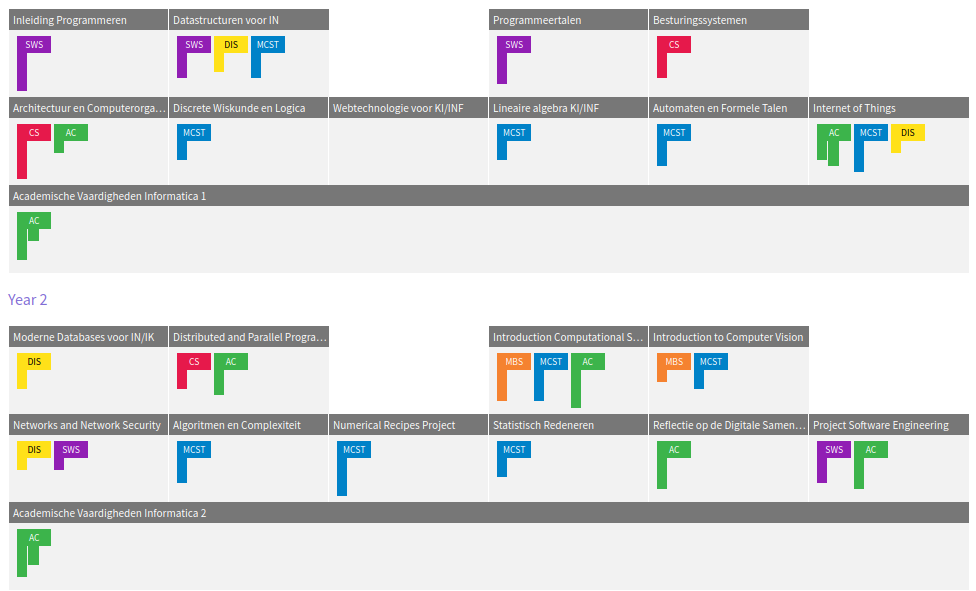 Inleiding Programmeren
Datastructuren voor IN
Programmeertalen
Besturingssystemen
SWS
SWS DIS MCST
SWS
CS
Architectuur en Computerorga…
Discrete Wiskunde en Logica
Webtechnologie voor KI/INF
Lineaire algebra KI/INF
Automaten en Formele Talen
Internet of Things
CS AC
MCST
MCST
MCST
AC MCST DIS
Academische Vaardigheden Informatica 1
AC
Year 2
Moderne Databases voor IN/IK
Distributed and Parallel Progra…
Introduction Computational S…
Introduction to Computer Vision
DIS
CS AC
MBS MCST AC
MBS MCST
Networks and Network Security
Algoritmen en Complexiteit
Numerical Recipes Project
Statistisch Redeneren
Reflectie op de Digitale Samen…
Project Software Engineering
DIS SWS
MCST
MCST
MCST
AC
SWS AC
Academische Vaardigheden Informatica 2
AC